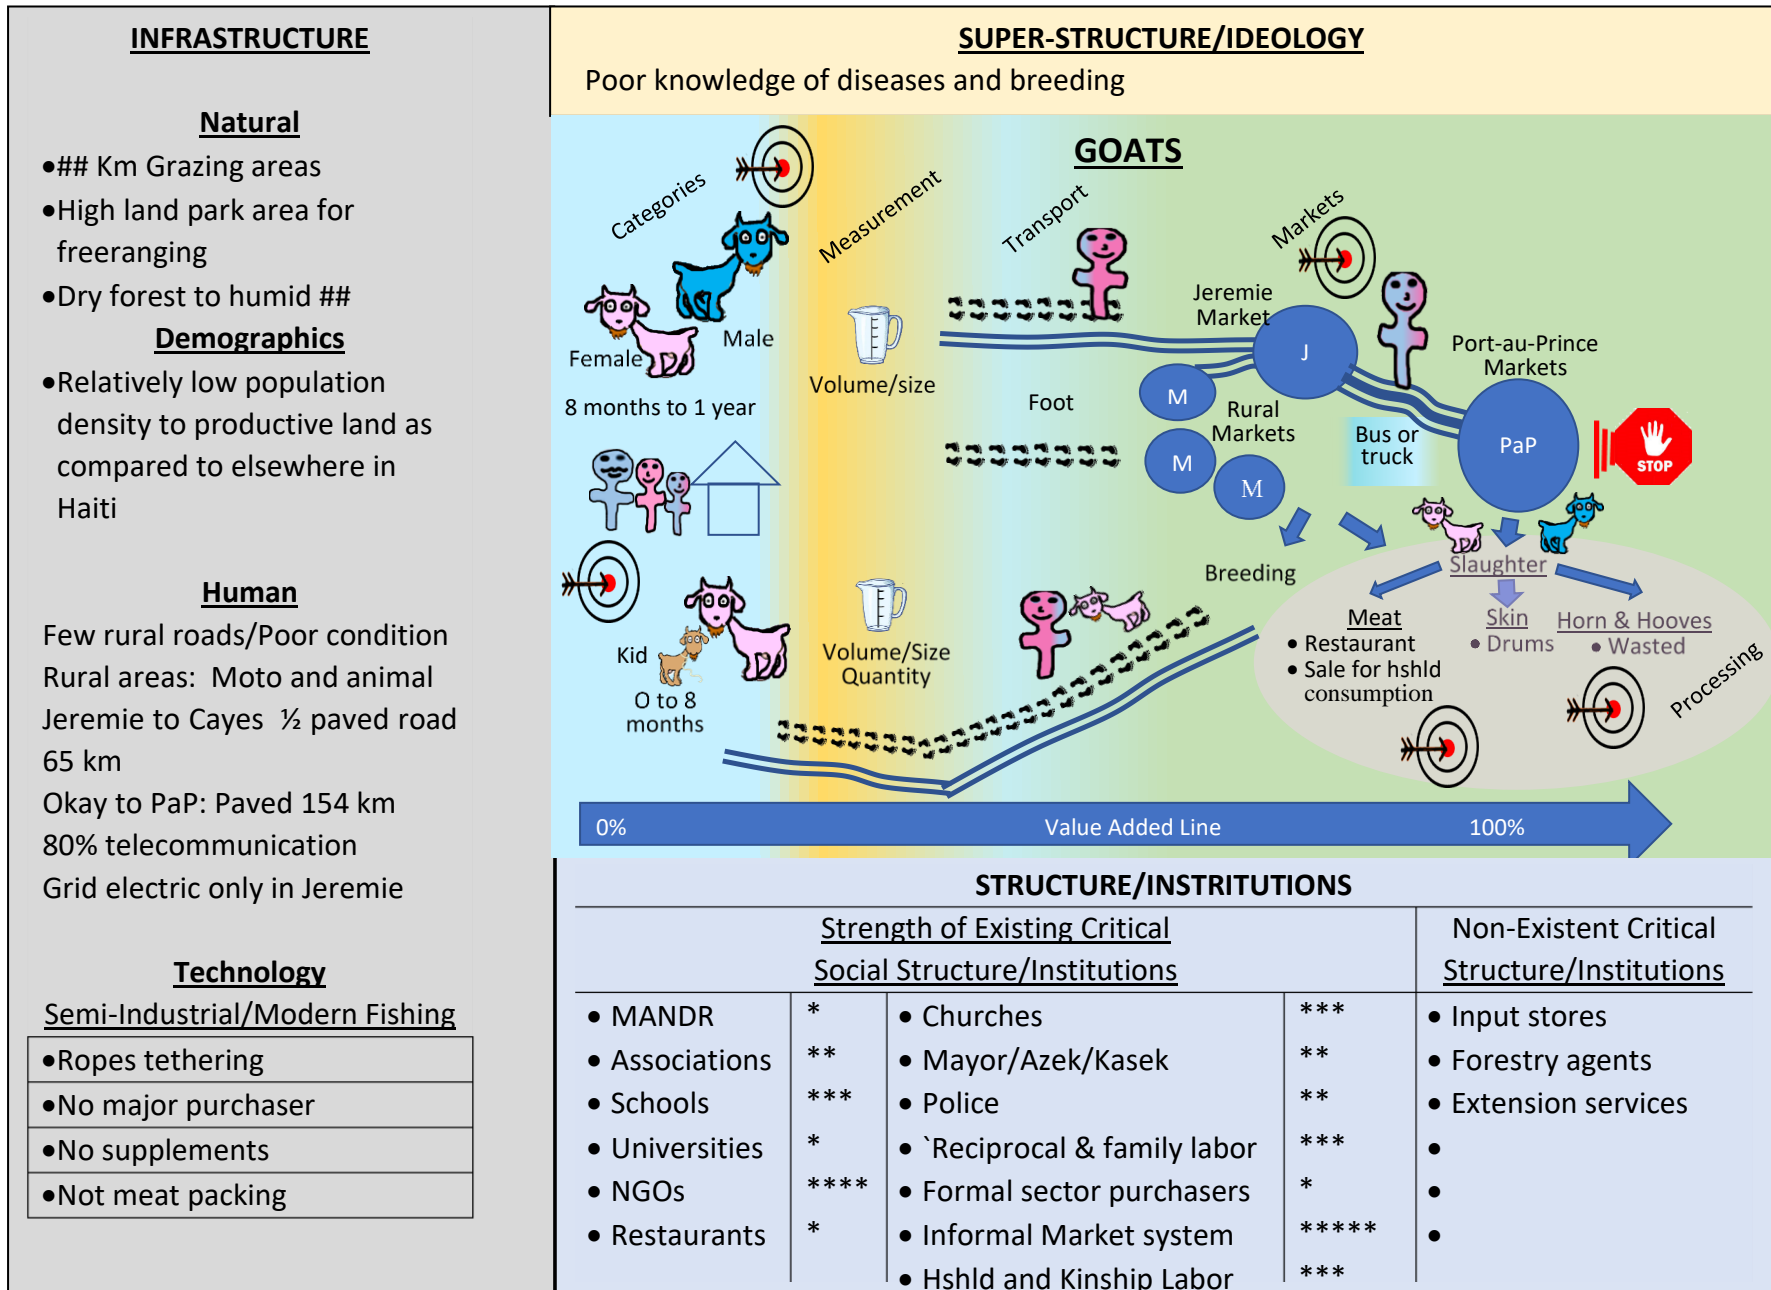 INFRASTRUCTURE
Natural
•## Km Grazing areas
•High land park area for
freeranging
•Dry forest to humid ##
Demographics
•Relatively low population
density to productive land as
compared to elsewhere in
Haiti
Human
Few rural roads/Poor condition
Rural areas: Moto and animal
Jeremie to Cayes ½ paved road
65 km
Okay to PaP: Paved 154 km
80% telecommunication
Grid electric only in Jeremie
Technology
Semi-Industrial/Modern Fishing
•Ropes tethering
•No major purchaser
•No supplements
•Not meat packing
SUPER-STRUCTURE/IDEOLOGY
Poor knowledge of diseases and breeding
GOATS
Categories
Measurement
Transport
Markets
Female
Male
8 months to 1 year
Volume/size
Foot
Jeremie
Market
J
M
M
M
Rural
Markets
Port-au-Prince
Markets
Bus or
truck
PaP
STOP
Kid
O to 8
months
Volume/Size
Quantity
Breeding
Slaughter
Meat
• Restaurant
• Sale for hshld
consumption
Skin
• Drums
Horn & Hooves
• Wasted
Processing
0% Value Added Line 100%
STRUCTURE/INSTRITUTIONS
Strength of Existing Critical
Social Structure/Institutions
Non-Existent Critical
Structure/Institutions
• MANDR * • Churches *** • Input stores
• Associations ** • Mayor/Azek/Kasek ** • Forestry agents
• Schools *** • Police ** • Extension services
• Universities * • `Reciprocal & family labor *** •
• NGOs **** • Formal sector purchasers * •
• Restaurants * • Informal Market system ***** •
• Hshld and Kinship Labor ***